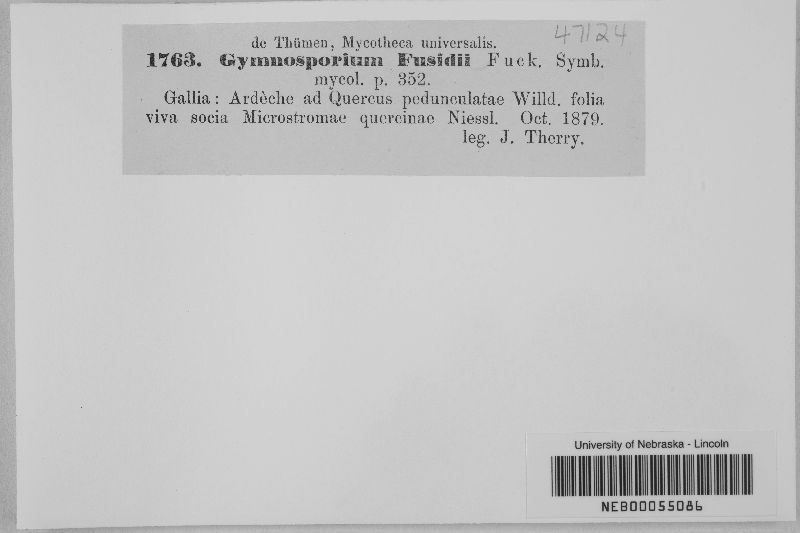 47124
de Thümen, Mycotheca universalis.
1763. Gymnosporium Fusidii Fuck. Symb.
mycol. p. 352.
Gallia: Ardèche ad Quercus pedunculatae Willd. folia
viva socia Microstromae quercinae Niessl. Oct. 1879.
leg. J. Therry.
University of Nebraska - Lincoln
NEB00055086